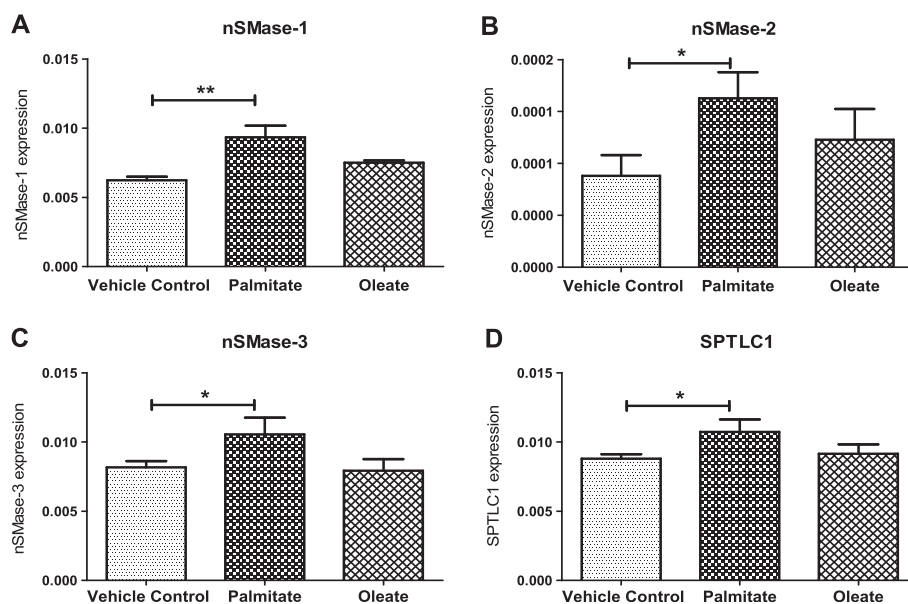 A
nSMase-1
nSMase-1 expression
0.015
0.010
0.005
0.000
**
Vehicle Control
Palmitate
Oleate
B
nSMase-2
nSMase-2 expression
0.0002
0.0001
0.0001
0.0000
0.0000
*
Vehicle Control
Palmitate
Oleate
C
nSMase-3
nSMase-3 expression
0.015
0.010
0.005
0.000
*
Vehicle Control
Palmitate
Oleate
D
SPTLC1
SPTLC1 expression
0.015
0.010
0.005
0.000
*
Vehicle Control
Palmitate
Oleate